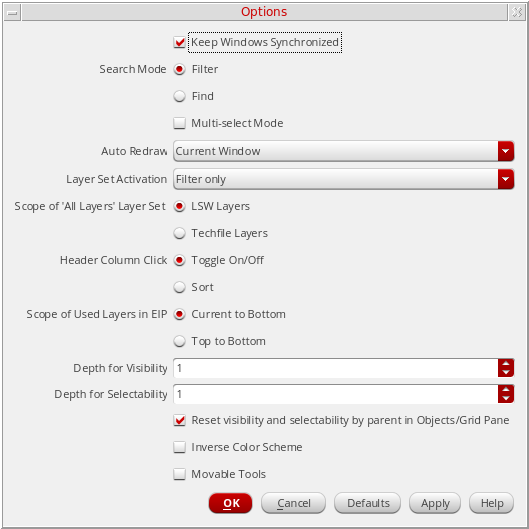 Options
Keep Windows Synchronized
Search Mode Filter
Find
Multi-select Mode
Auto Redraw Current Window
Layer Set Activation Filter only
Scope of 'All Layers' Layer Set LSW Layers
Techfile Layers
Header Column Click Toggle On/Off
Sort
Scope of Used Layers in EIP Current to Bottom
Top to Bottom
Depth for Visibility 1
Depth for Selectability 1
Reset visibility and selectability by parent in Objects/Grid Pane
Inverse Color Scheme
Movable Tools
OK Cancel Defaults Apply Help